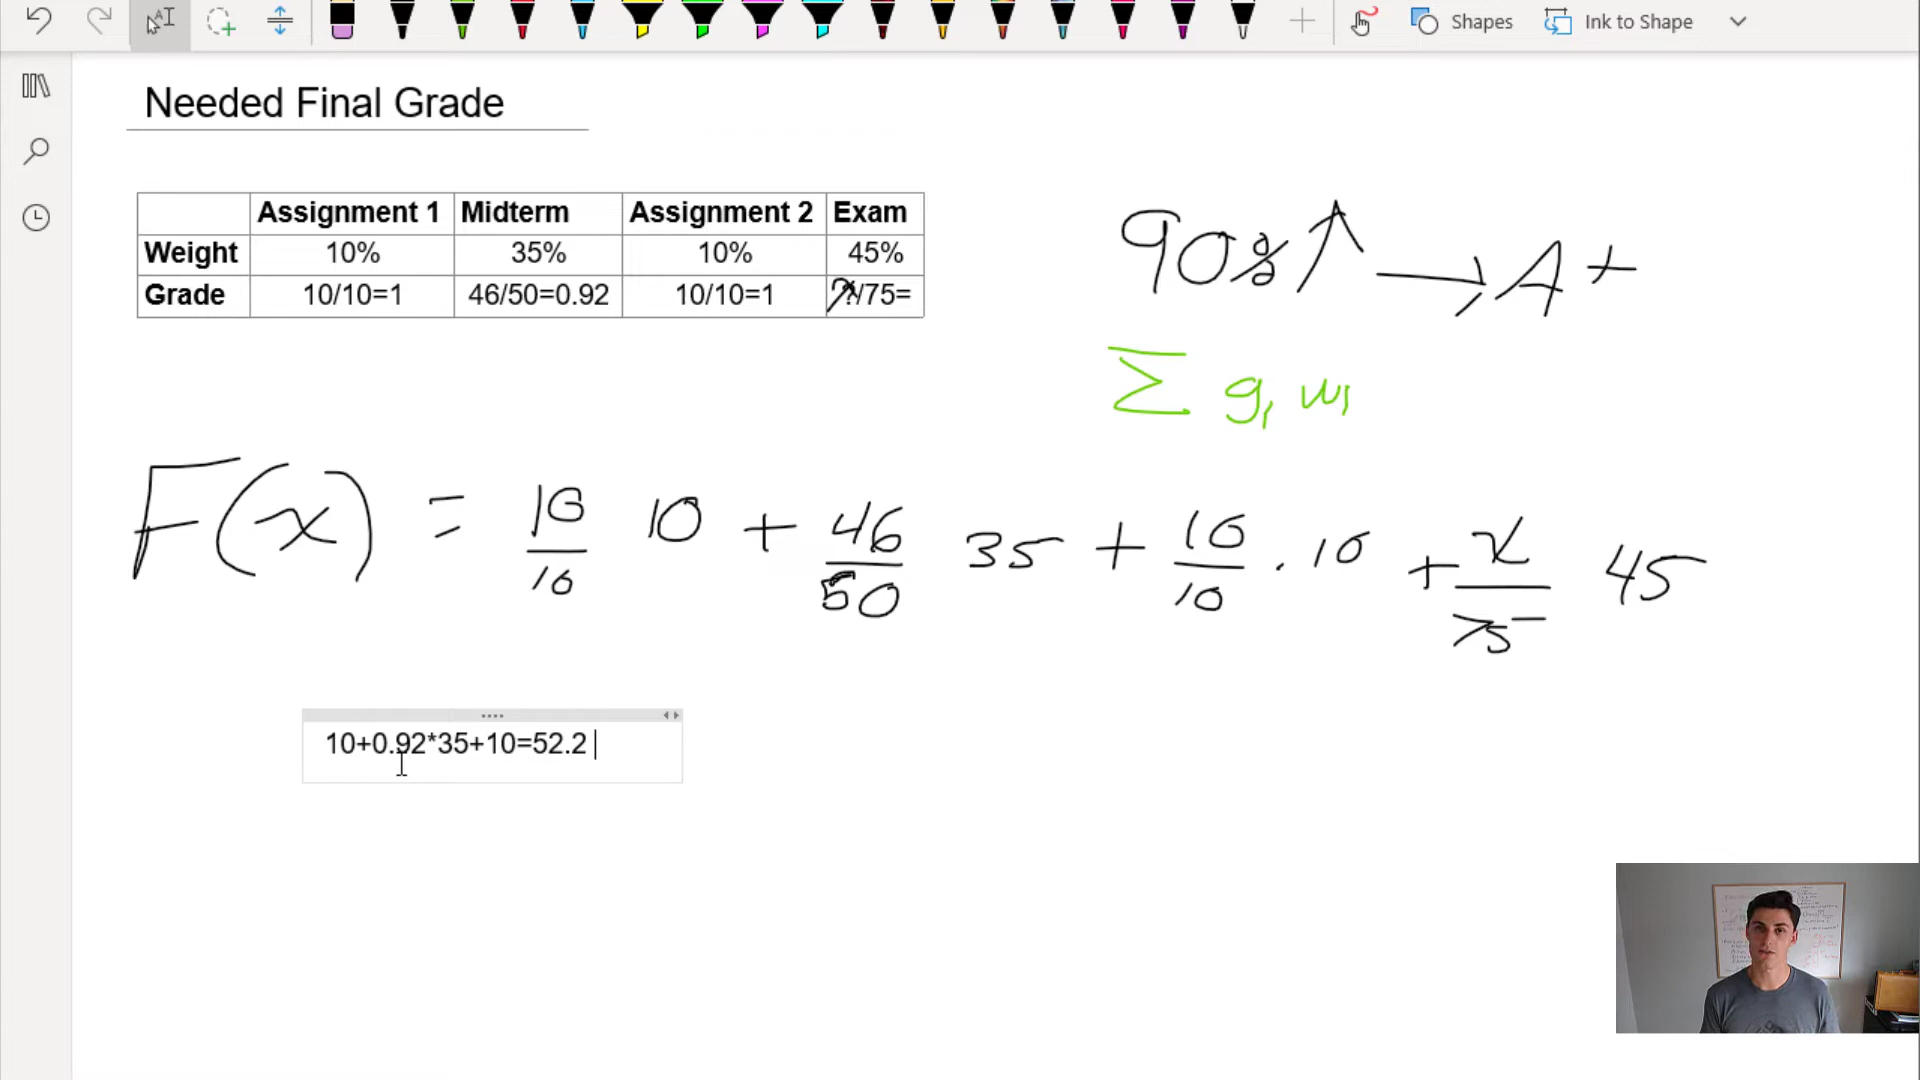 Shapes
Ink to Shape
Needed Final Grade
Assignment 1 Midterm Assignment 2 Exam
Weight 10% 35% 10% 45%
Grade 10/10=1 46/50=0.92 10/10=1 ?/75=
90% ↑ → A+
Σ g, w,
F(x) = 10/10 10 + 46/50 35 + 10/10 . 10 + x/75 45
10+0.92*35+10=52.2